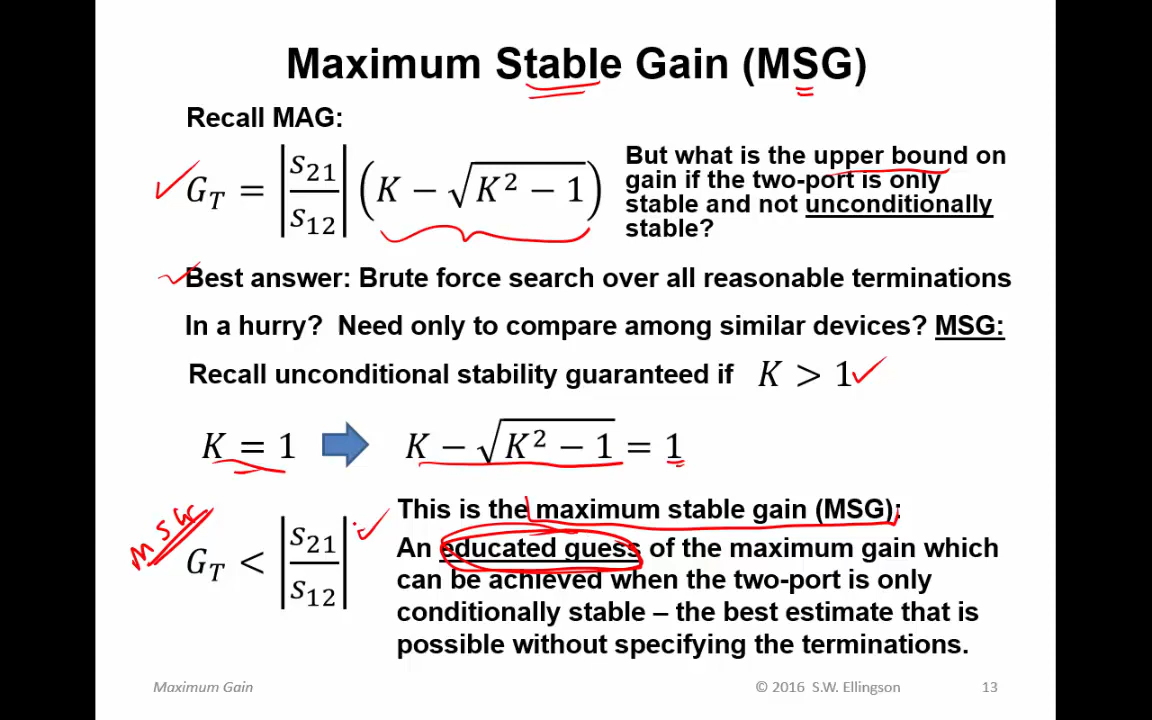 Maximum Stable Gain (MSG)
Recall MAG:
G_T = |s21/s12| (K − √(K² − 1))
But what is the upper bound on
gain if the two-port is only
stable and not unconditionally
stable?
Best answer: Brute force search over all reasonable terminations
In a hurry?  Need only to compare among similar devices? MSG:
Recall unconditional stability guaranteed if K > 1
K = 1
K − √(K² − 1) = 1
MSG
G_T < |s21/s12|
This is the maximum stable gain (MSG):
An educated guess of the maximum gain which
can be achieved when the two-port is only
conditionally stable – the best estimate that is
possible without specifying the terminations.
Maximum Gain
© 2016  S.W. Ellingson
13